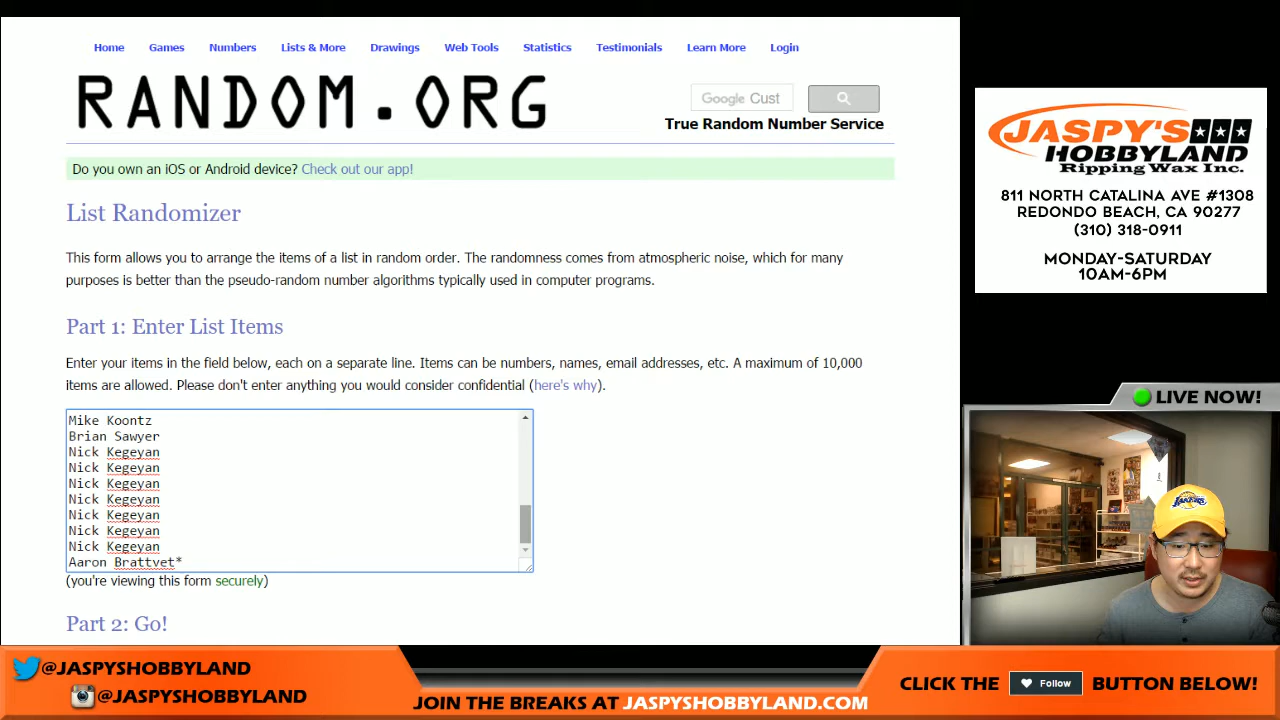 Home Games Numbers Lists & More Drawings Web Tools Statistics Testimonials Learn More Login
RANDOM.ORG
Google Cust
True Random Number Service
Do you own an iOS or Android device? Check out our app!
List Randomizer
This form allows you to arrange the items of a list in random order. The randomness comes from atmospheric noise, which for many
purposes is better than the pseudo-random number algorithms typically used in computer programs.
Part 1: Enter List Items
Enter your items in the field below, each on a separate line. Items can be numbers, names, email addresses, etc. A maximum of 10,000
items are allowed. Please don't enter anything you would consider confidential (here's why).
Mike Koontz
Brian Sawyer
Nick Kegeyan
Nick Kegeyan
Nick Kegeyan
Nick Kegeyan
Nick Kegeyan
Nick Kegeyan
Nick Kegeyan
Aaron Brattvet*
(you're viewing this form securely)
Part 2: Go!
JASPY'S
HOBBYLAND
Ripping Wax Inc.
811 NORTH CATALINA AVE #1308
REDONDO BEACH, CA 90277
(310) 318-0911
MONDAY-SATURDAY
10AM-6PM
LIVE NOW!
LAKERS
@JASPYSHOBBYLAND
@JASPYSHOBBYLAND
JOIN THE BREAKS AT JASPYSHOBBYLAND.COM
CLICK THE Follow BUTTON BELOW!